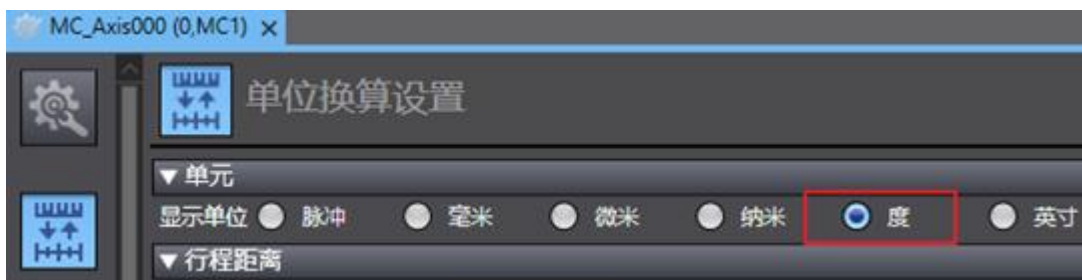 MC_Axis000 (0,MC1) ×
单位换算设置
▼单元
显示单位 脉冲 毫米 微米 纳米 度 英寸
▼行程距离